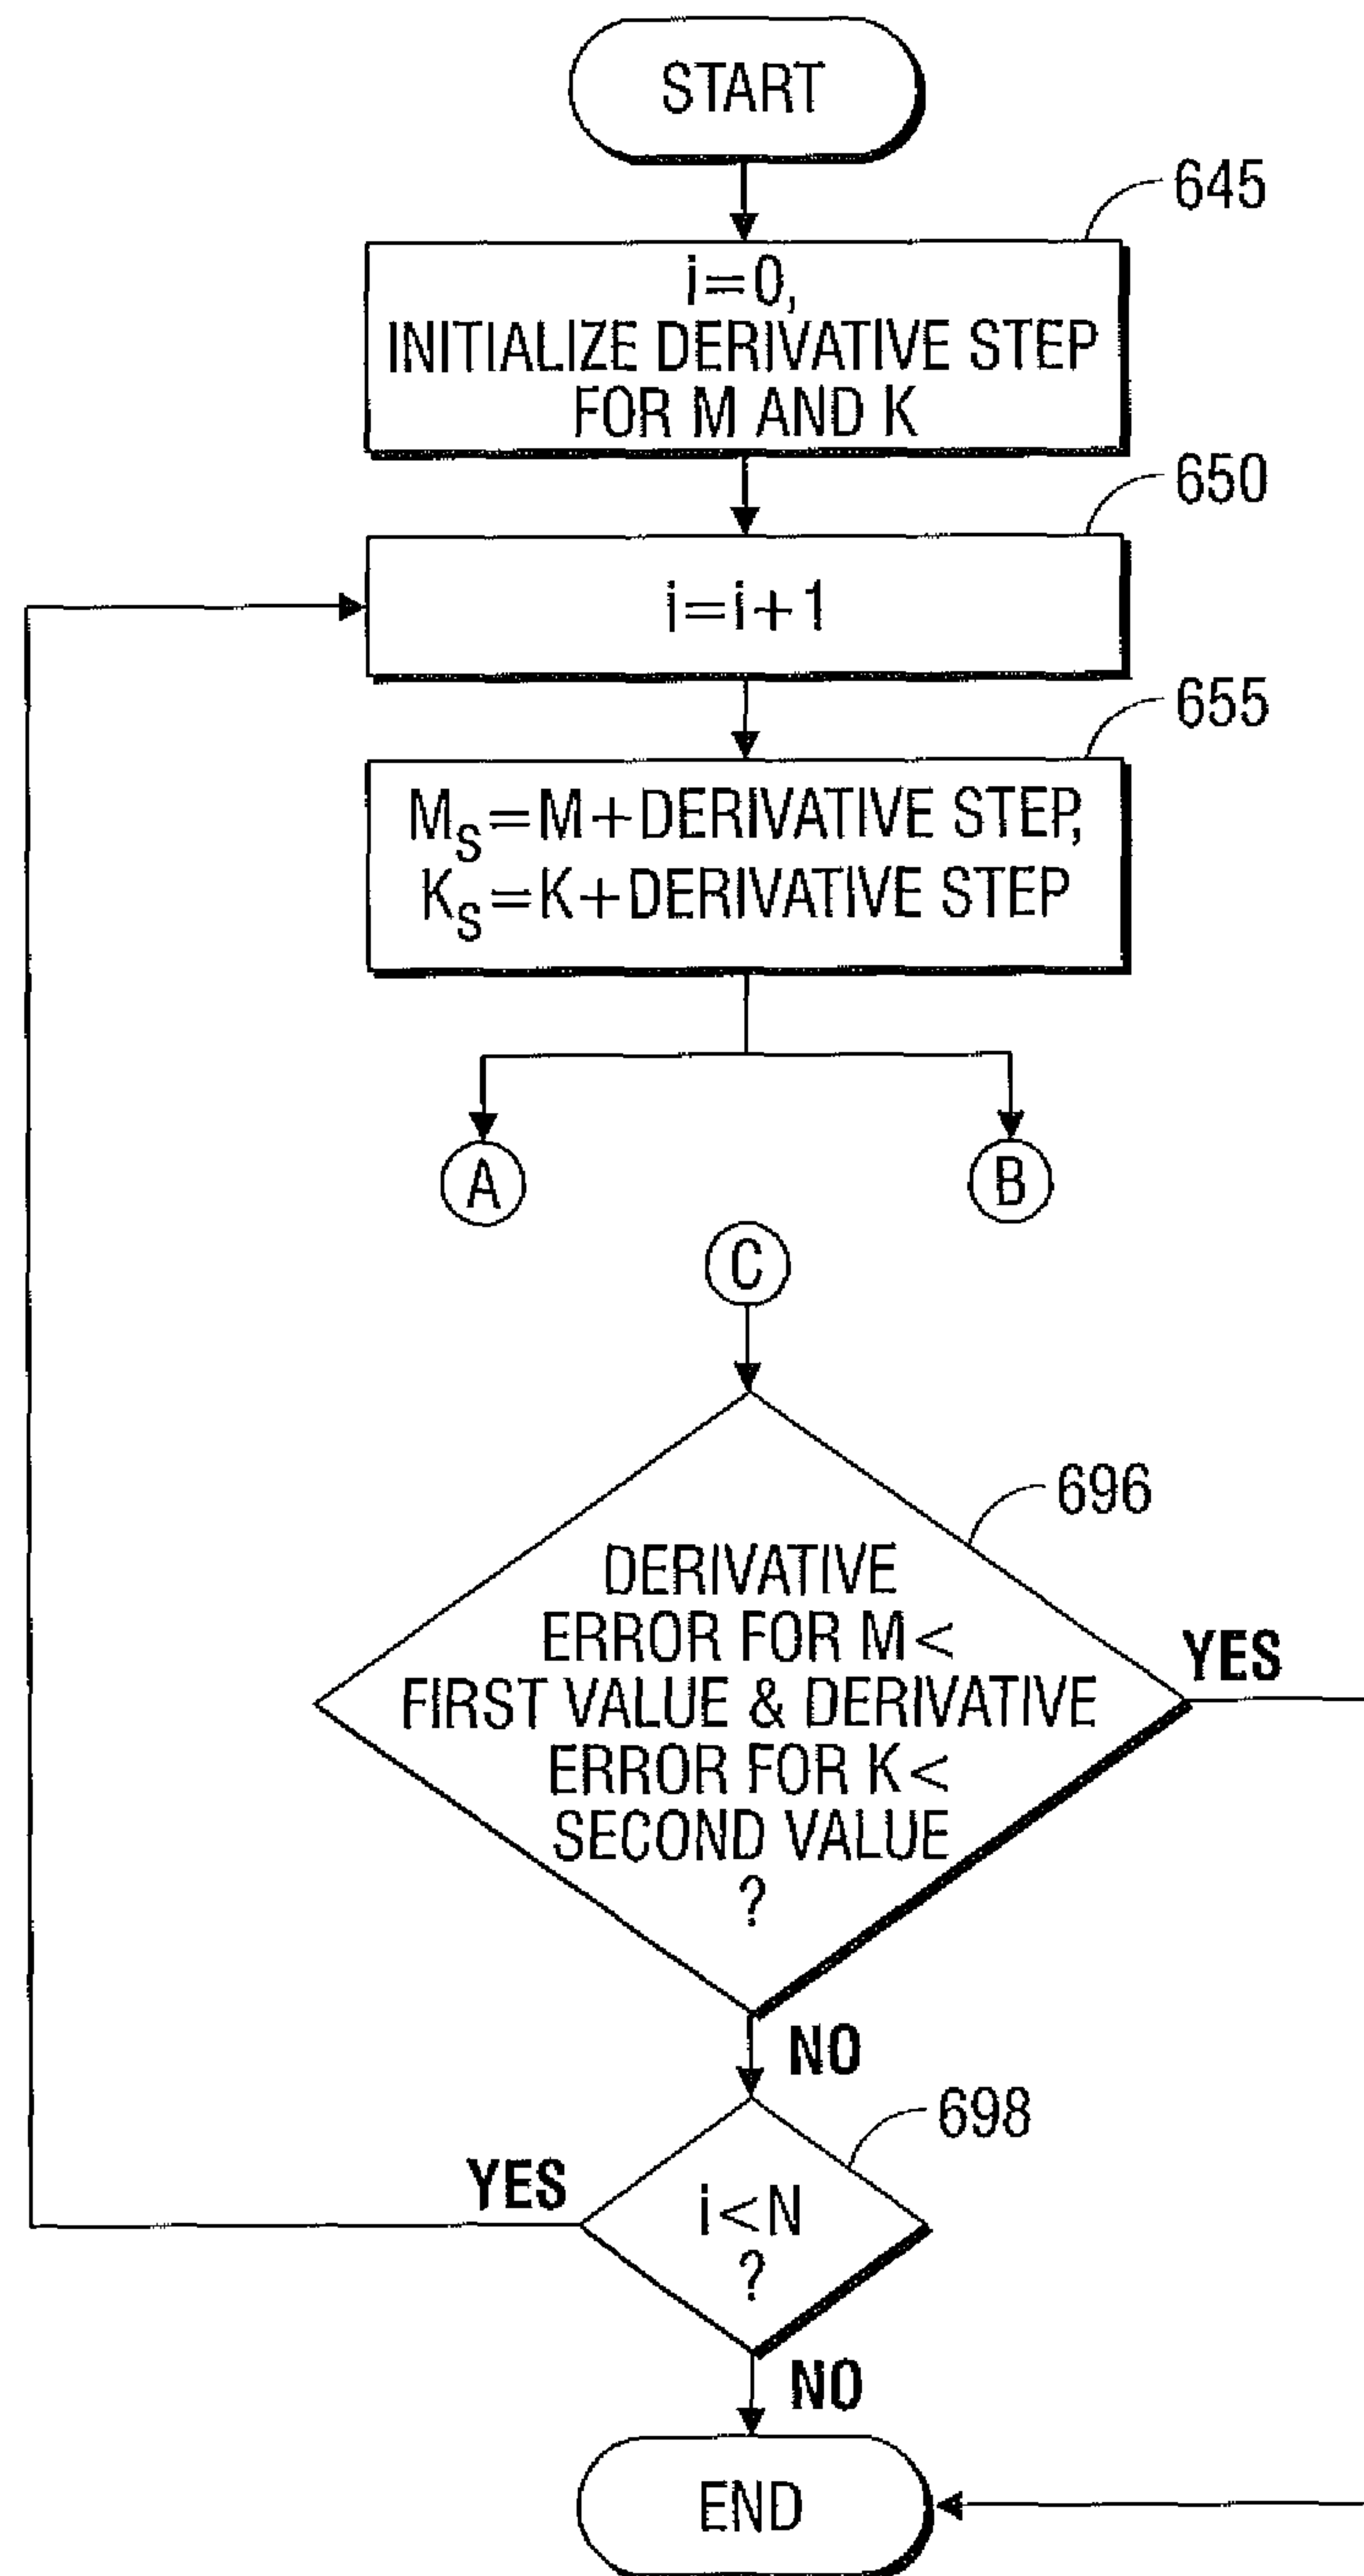 START
645
i=0,
INITIALIZE DERIVATIVE STEP
FOR M AND K
650
i=i+1
655
M_S=M+DERIVATIVE STEP,
K_S=K+DERIVATIVE STEP
A
B
C
696
DERIVATIVE
ERROR FOR M<
FIRST VALUE & DERIVATIVE
ERROR FOR K<
SECOND VALUE
?
YES
NO
698
YES
i<N
?
NO
END